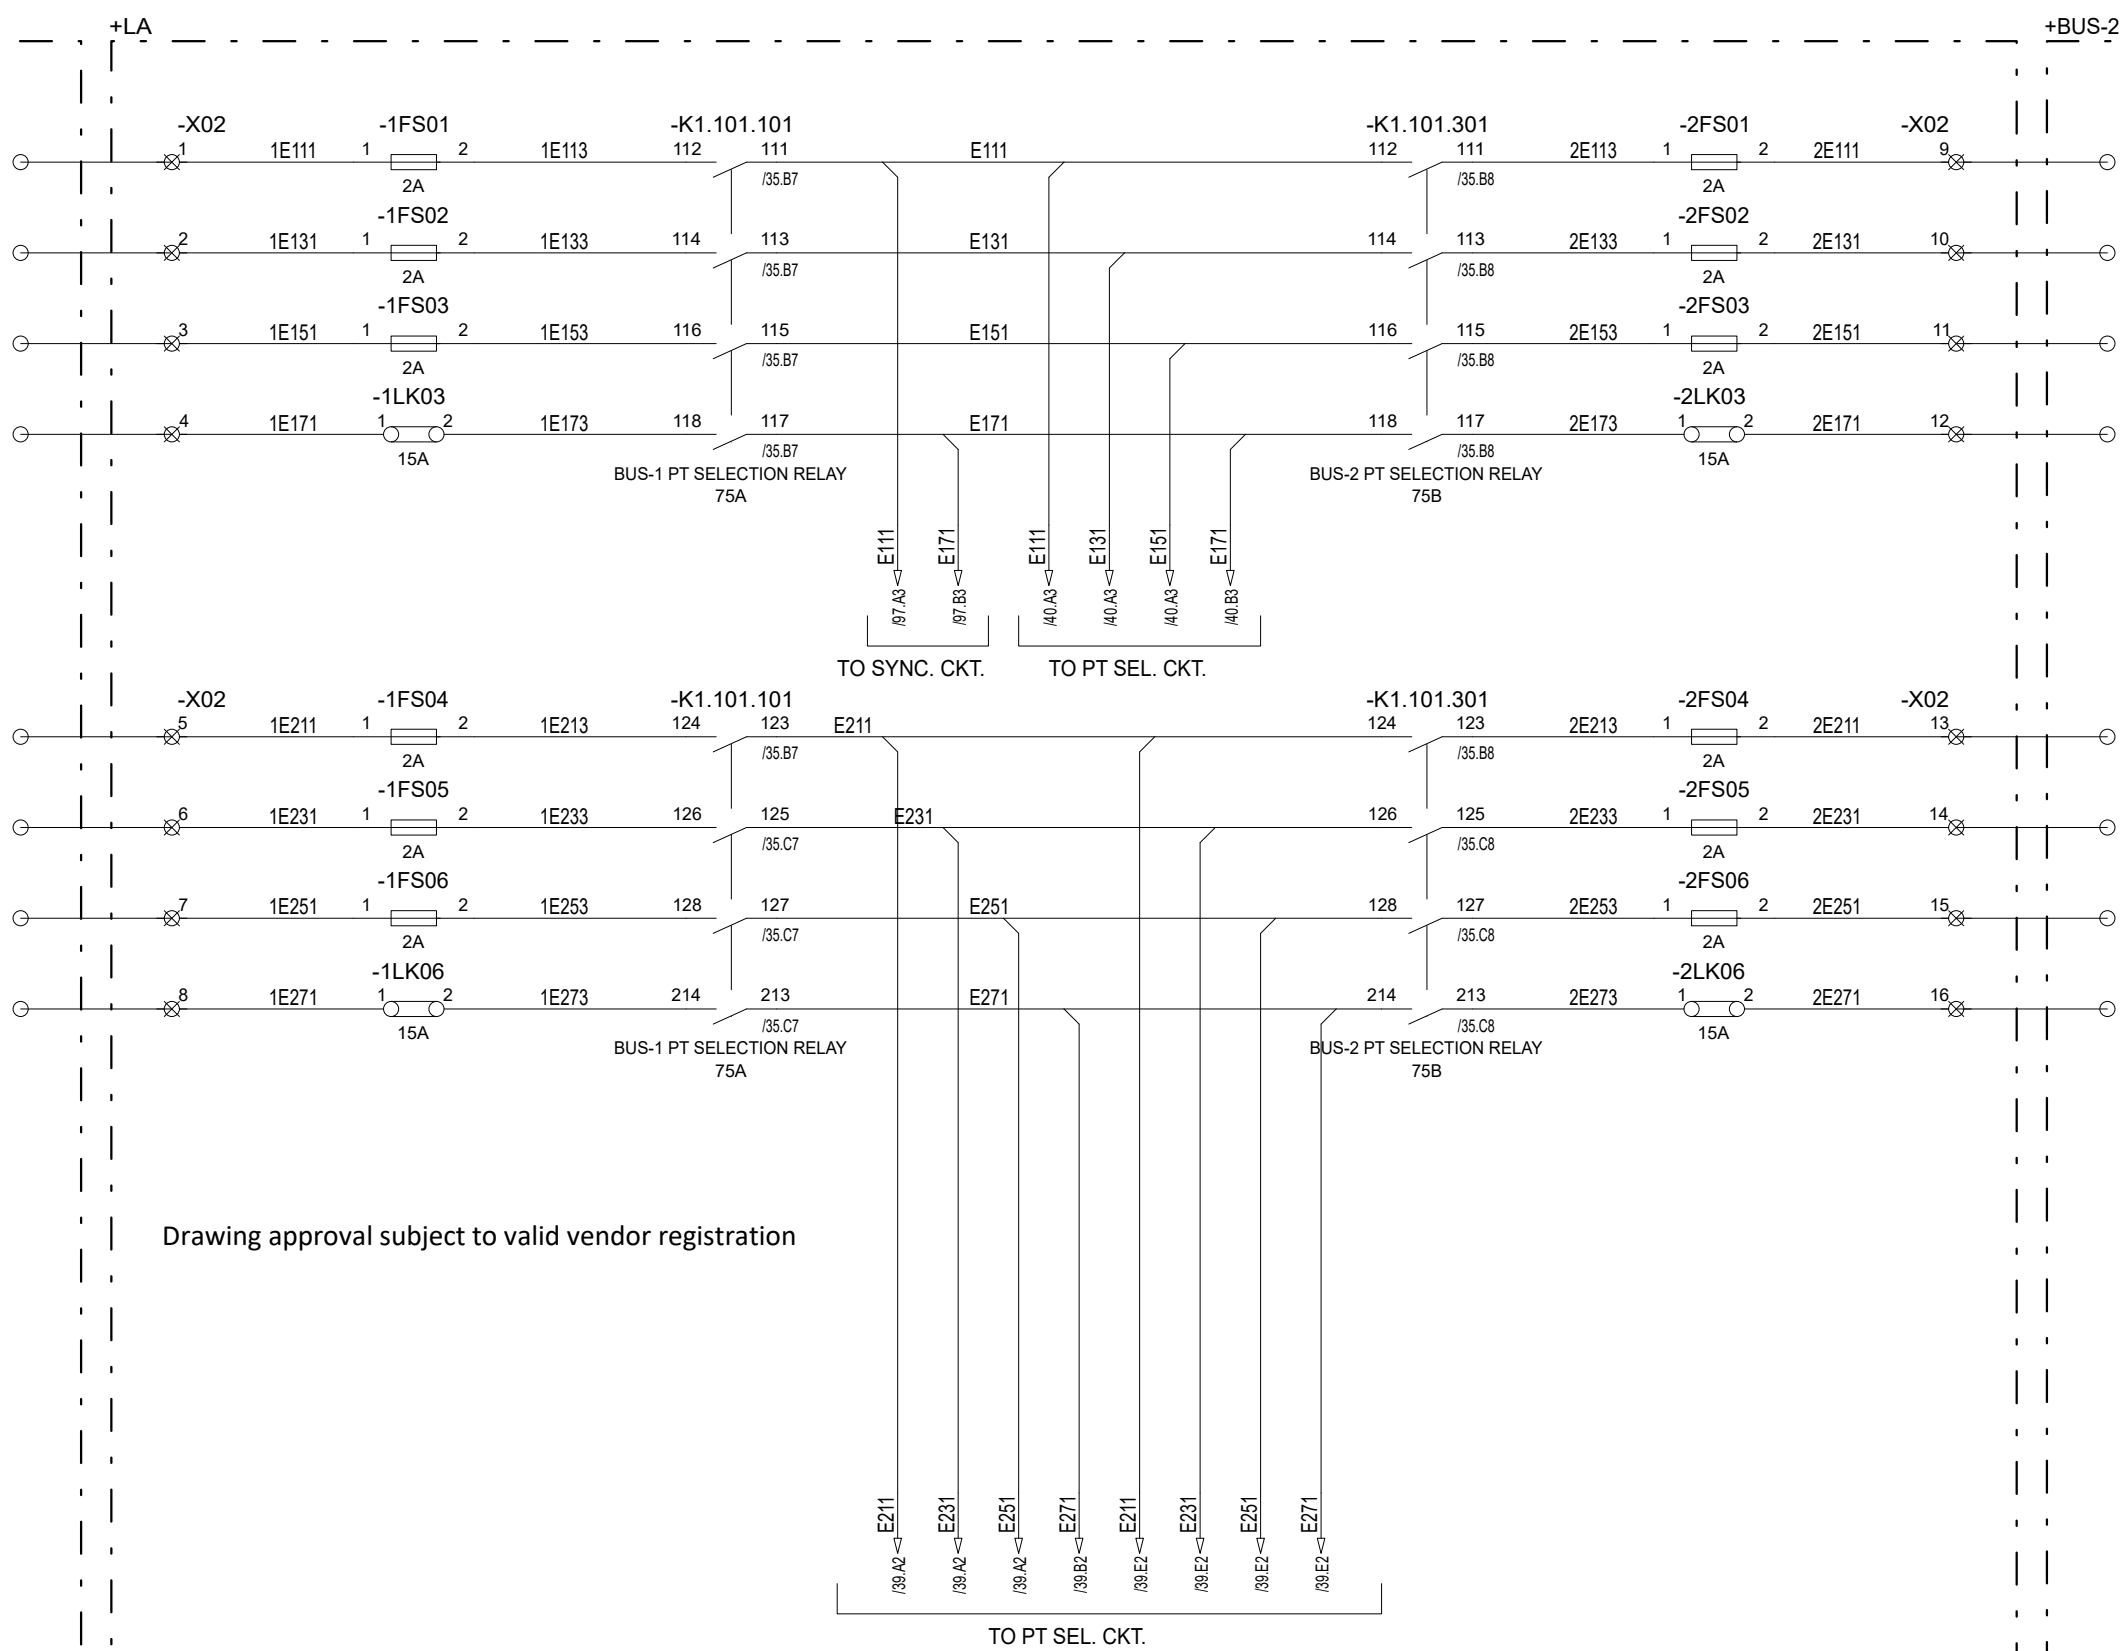 +LA +BUS-2
-X02 -1FS01 -K1.101.101 -K1.101.301 -2FS01 -X02
1 1E111 1 2 1E113 112 111 E111 112 111 2E113 1 2 2E111 9
2A /35.B7 /35.B8 2A
-1FS02 -2FS02
2 1E131 1 2 1E133 114 113 E131 114 113 2E133 1 2 2E131 10
2A /35.B7 /35.B8 2A
-1FS03 -2FS03
3 1E151 1 2 1E153 116 115 E151 116 115 2E153 1 2 2E151 11
2A /35.B7 /35.B8 2A
-1LK03 -2LK03
4 1E171 1 2 1E173 118 117 E171 118 117 2E173 1 2 2E171 12
15A /35.B7 /35.B8 15A
BUS-1 PT SELECTION RELAY BUS-2 PT SELECTION RELAY
75A 75B
E111 E171 E111 E131 E151 E171
/97.A3 /97.B3 /40.A3 /40.A3 /40.A3 /40.B3
TO SYNC. CKT. TO PT SEL. CKT.
-X02 -1FS04 -K1.101.101 -K1.101.301 -2FS04 -X02
5 1E211 1 2 1E213 124 123 E211 124 123 2E213 1 2 2E211 13
2A /35.B7 /35.B8 2A
-1FS05 -2FS05
6 1E231 1 2 1E233 126 125 E231 126 125 2E233 1 2 2E231 14
2A /35.C7 /35.C8 2A
-1FS06 -2FS06
7 1E251 1 2 1E253 128 127 E251 128 127 2E253 1 2 2E251 15
2A /35.C7 /35.C8 2A
-1LK06 -2LK06
8 1E271 1 2 1E273 214 213 E271 214 213 2E273 1 2 2E271 16
15A /35.C7 /35.C8 15A
BUS-1 PT SELECTION RELAY BUS-2 PT SELECTION RELAY
75A 75B
Drawing approval subject to valid vendor registration
E211 E231 E251 E271 E211 E231 E251 E271
/39.A2 /39.A2 /39.A2 /39.B2 /39.E2 /39.E2 /39.E2 /39.E2
TO PT SEL. CKT.